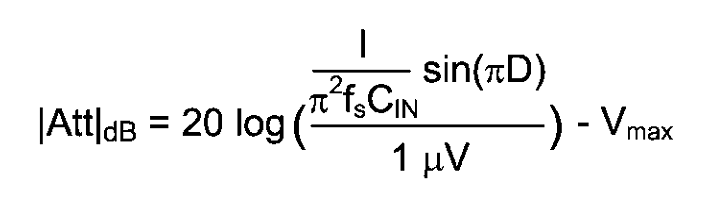 |Att|dB = 20 log( (I / π²fsCIN) sin(πD) / 1 µV ) - Vmax